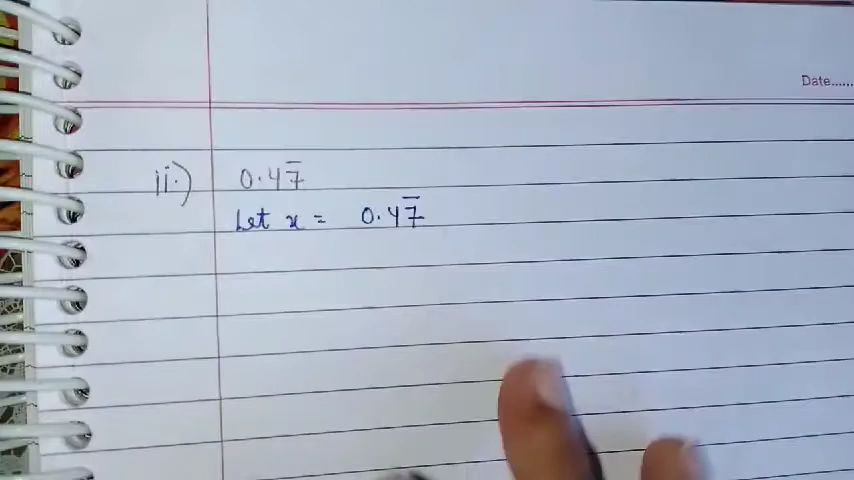 Date......
ii.) 0.47̅
Let x = 0.47̅